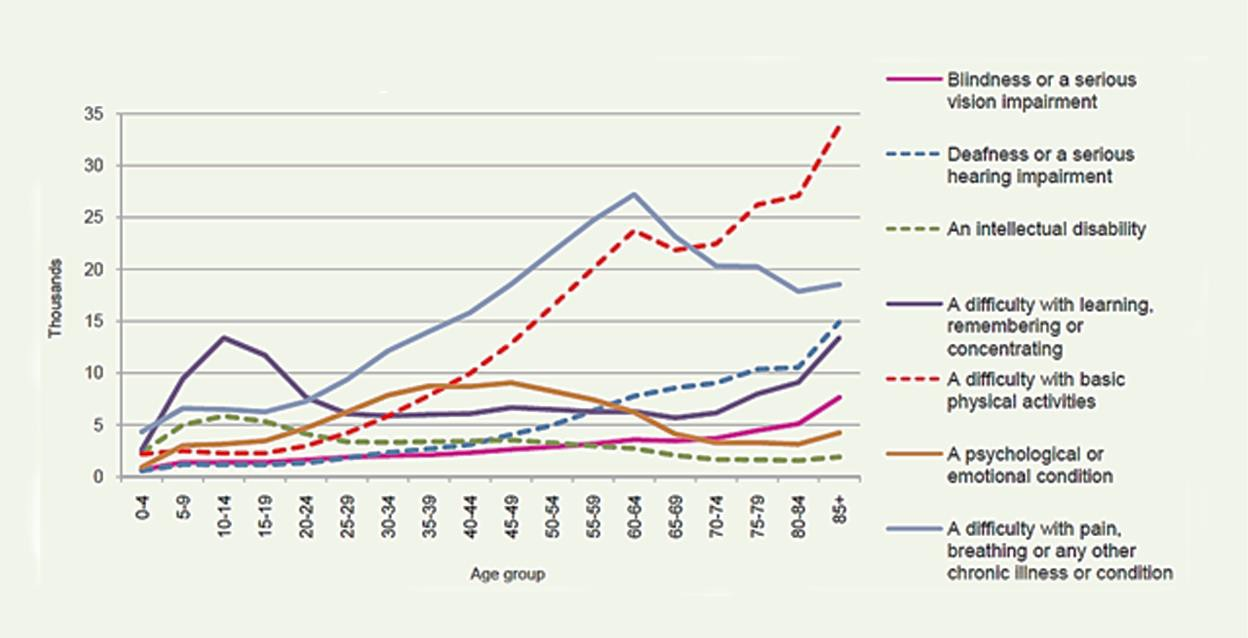 Blindness or a serious
vision impairment
Deafness or a serious
hearing impairment
An intellectual disability
A difficulty with learning,
remembering or
concentrating
A difficulty with basic
physical activities
A psychological or
emotional condition
A difficulty with pain,
breathing or any other
chronic illness or condition
35
30
25
20
15
10
5
0
Thousands
0-4
5-9
10-14
15-19
20-24
25-29
30-34
35-39
40-44
45-49
50-54
55-59
60-64
65-69
70-74
75-79
80-84
85+
Age group